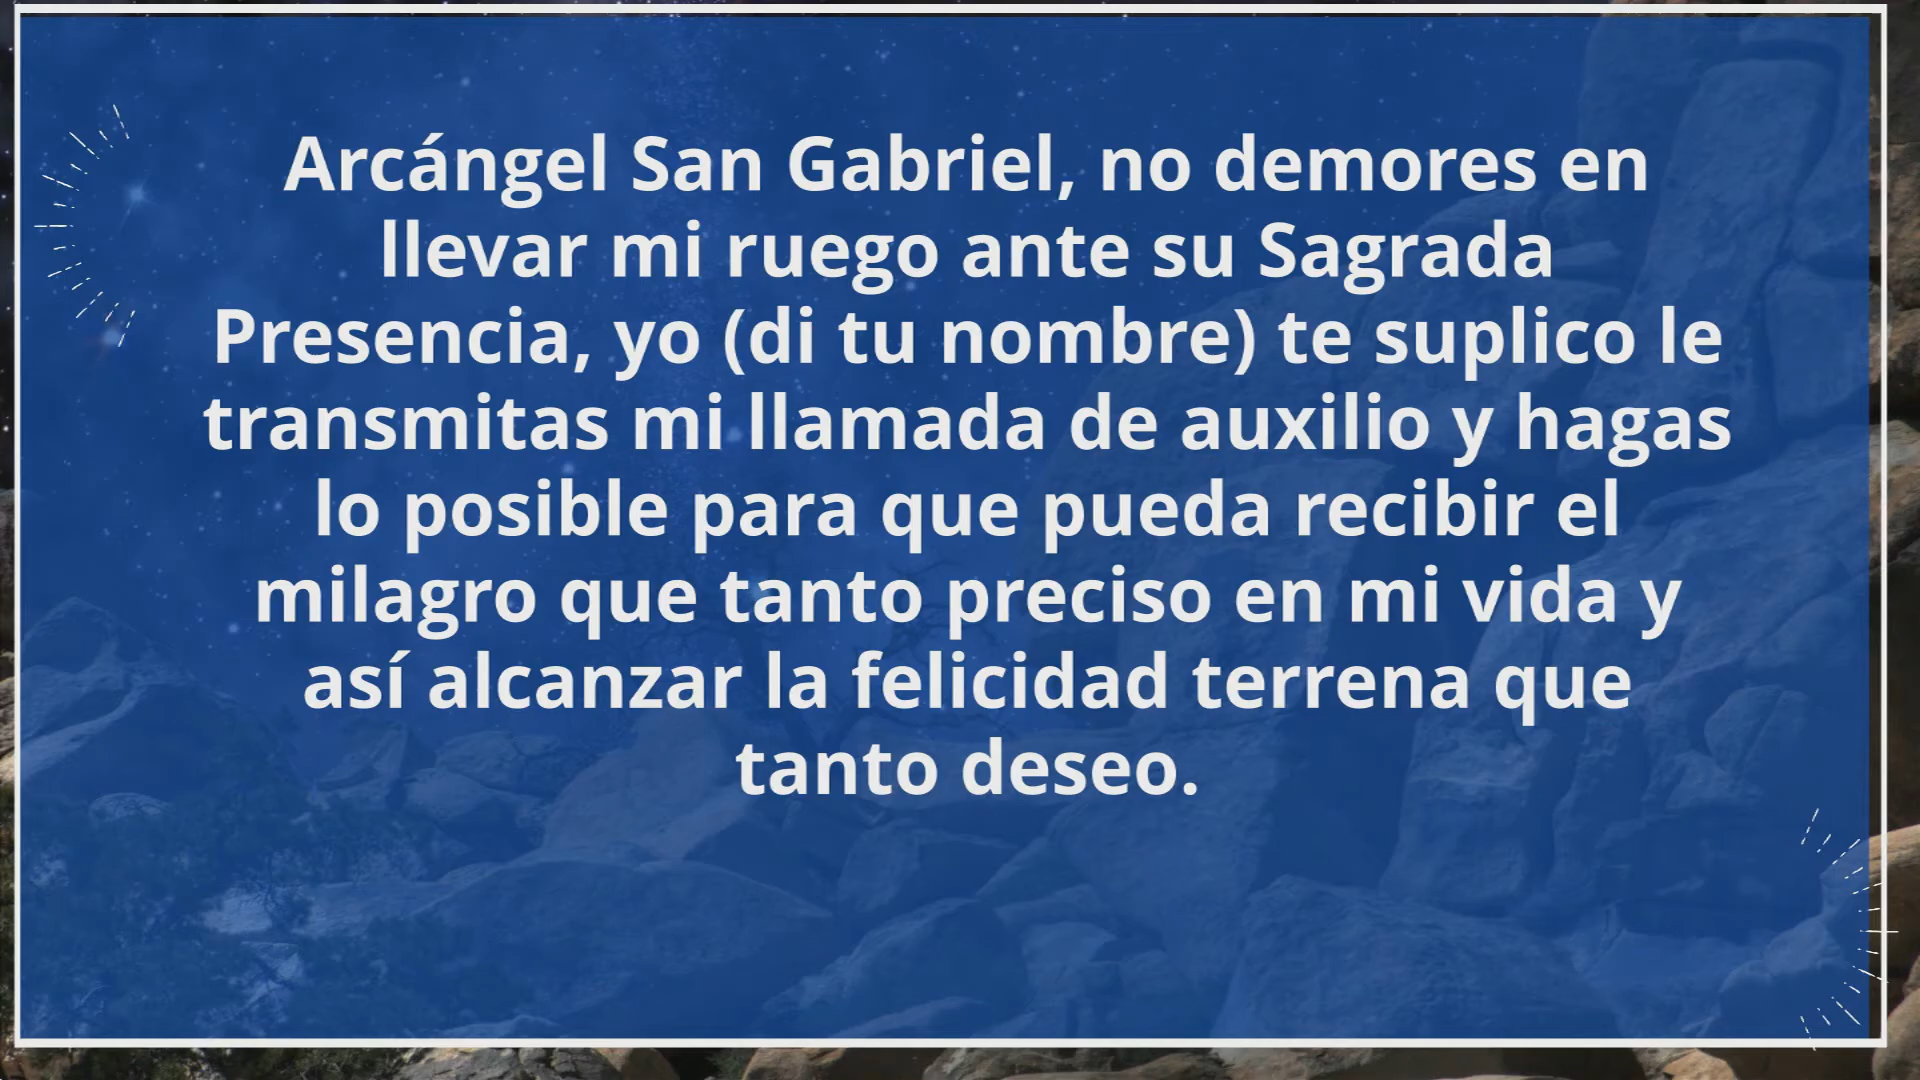 Arcángel San Gabriel, no demores en
llevar mi ruego ante su Sagrada
Presencia, yo (di tu nombre) te suplico le
transmitas mi llamada de auxilio y hagas
lo posible para que pueda recibir el
milagro que tanto preciso en mi vida y
así alcanzar la felicidad terrena que
tanto deseo.